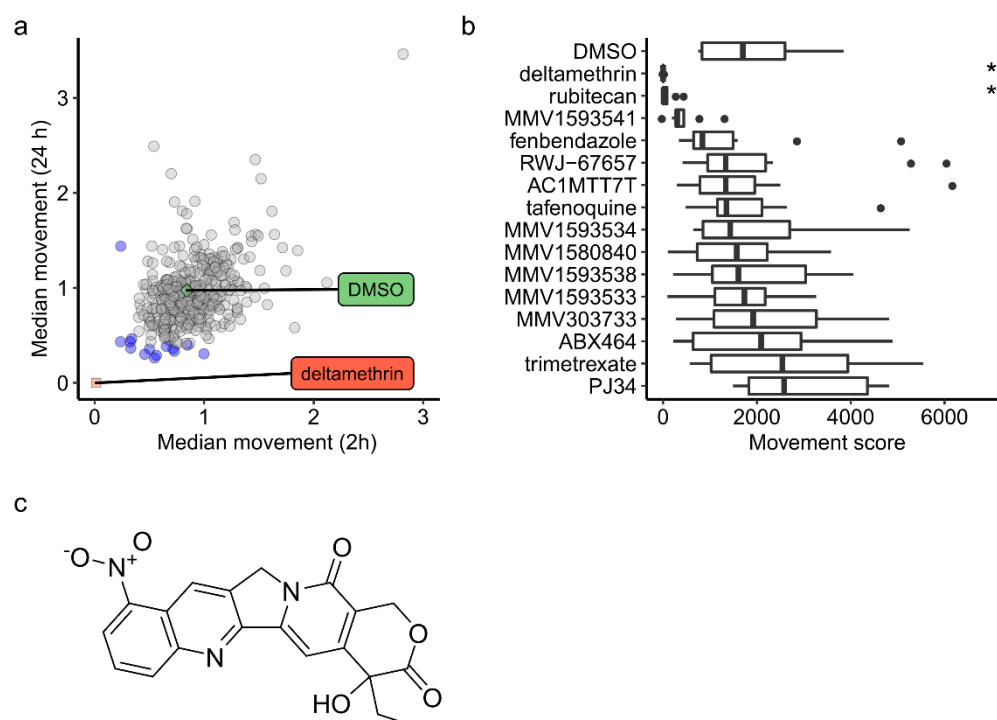 a
Median movement (24 h)
3
2
1
0
DMSO
deltamethrin
0
1
2
3
Median movement (2h)
b
DMSO
deltamethrin
*
rubitecan
*
MMV1593541
fenbendazole
RWJ−67657
AC1MTT7T
tafenoquine
MMV1593534
MMV1580840
MMV1593538
MMV1593533
MMV303733
ABX464
trimetrexate
PJ34
0
2000
4000
6000
Movement score
c
-O
N+
O
N
N
O
O
O
HO